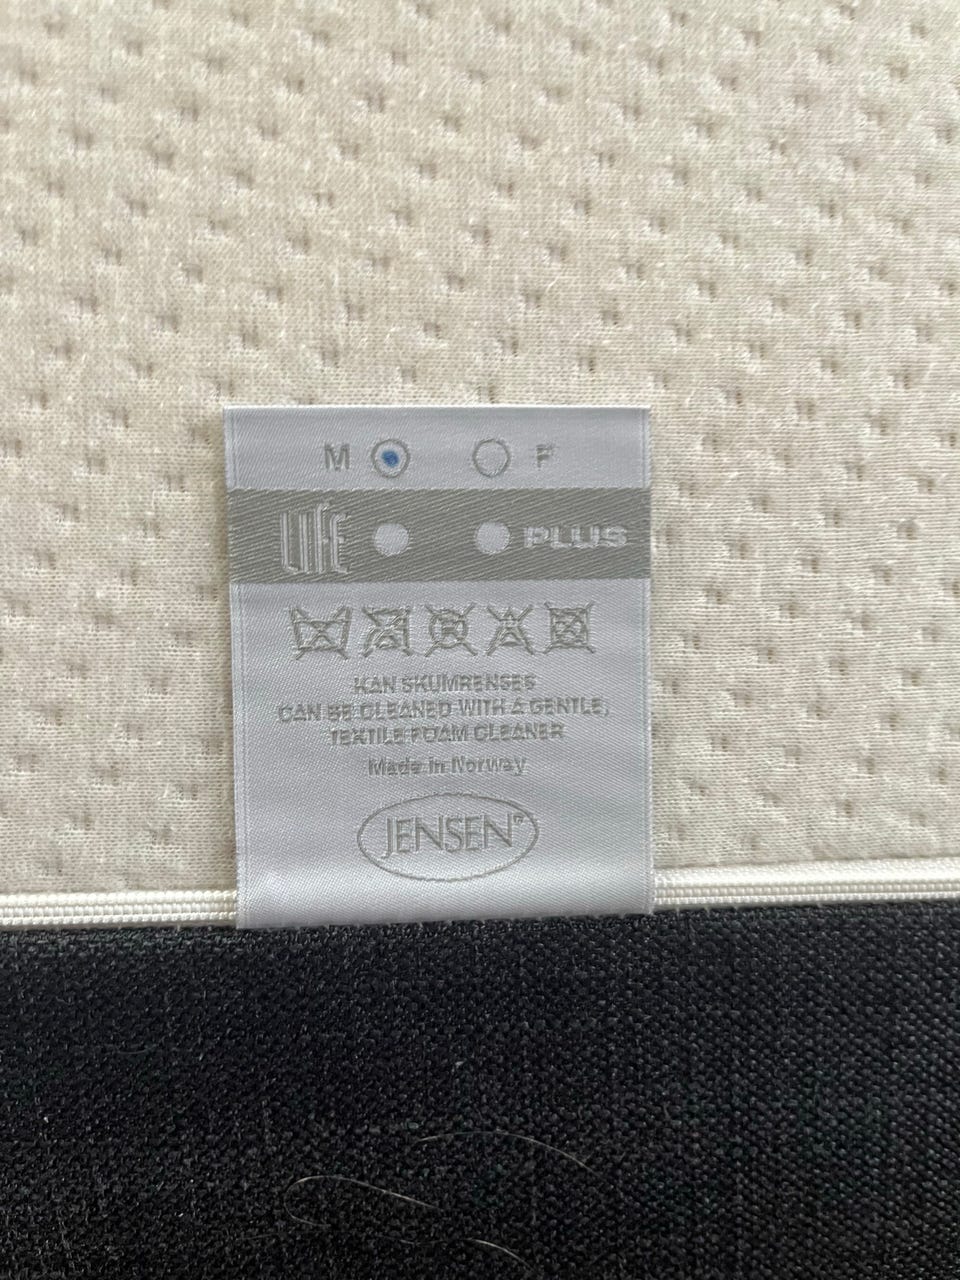 M F
Life PLUS
KAN SKUMRENSES
CAN BE CLEANED WITH A GENTLE,
TEXTILE FOAM CLEANER
Made in Norway
JENSEN